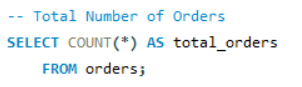 -- Total Number of Orders
SELECT COUNT(*) AS total_orders
FROM orders;